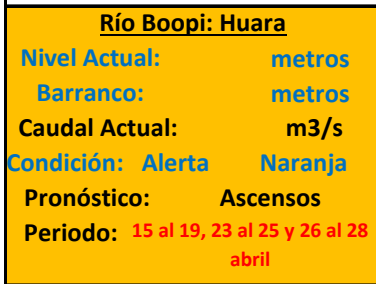 Río Boopi: Huara
Nivel Actual: metros
Barranco: metros
Caudal Actual: m3/s
Condición: Alerta Naranja
Pronóstico: Ascensos
Periodo: 15 al 19, 23 al 25 y 26 al 28
abril